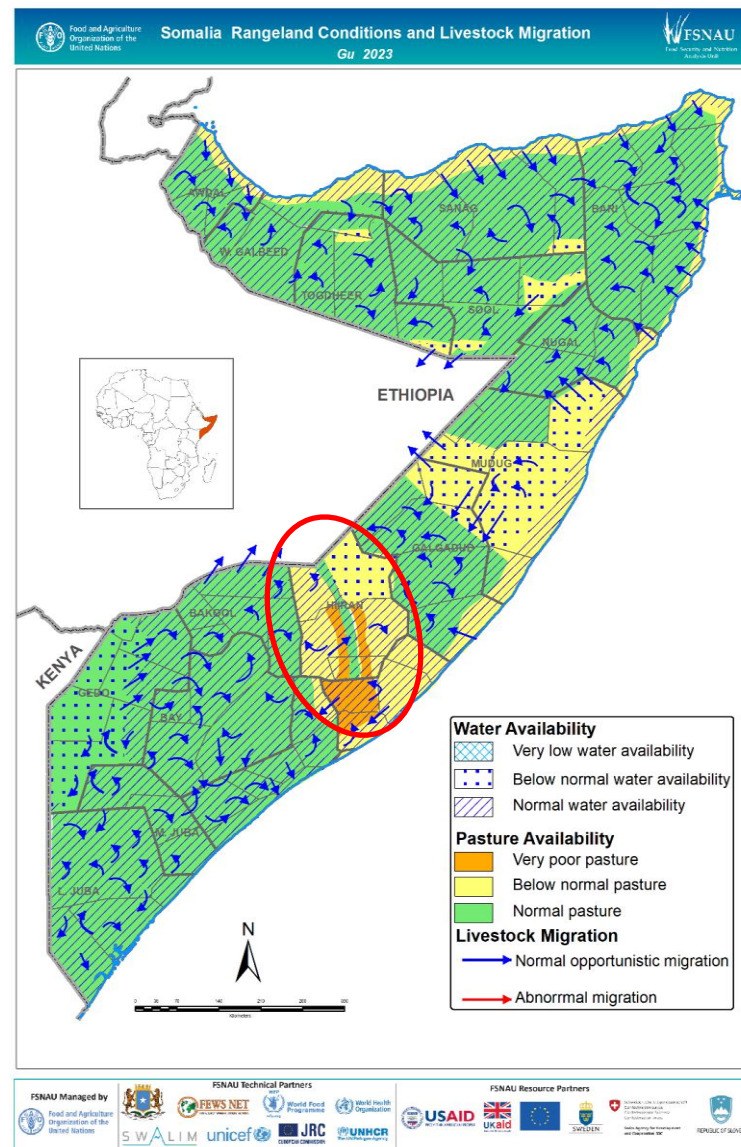 Food and Agriculture
Organization of the
United Nations
Somalia Rangeland Conditions and Livestock Migration
Gu 2023
FSNAU
Food Security and Nutrition
Analysis Unit
AWDAL
W. GALBEED
TOGDHEER
SANAG
SOOL
BARI
NUGAL
ETHIOPIA
MUDUG
GALGADUD
HIIRAN
BAKOOL
KENYA
GEDO
BAY
M. JUBA
L. JUBA
N
Kilometers
Water Availability
Very low water availability
Below normal water availability
Normal water availability
Pasture Availability
Very poor pasture
Below normal pasture
Normal pasture
Livestock Migration
Normal opportunistic migration
Abnorrmal migration
FSNAU Managed by
Food and Agriculture
Organization of the
United Nations
FSNAU Technical Partners
FEWS NET
World Food
Programme
World Health
Organization
SWALIM
unicef
JRC
EUROPEAN COMMISSION
UNHCR
The UN Refugee Agency
FSNAU Resource Partners
USAID
UKaid
SWEDEN